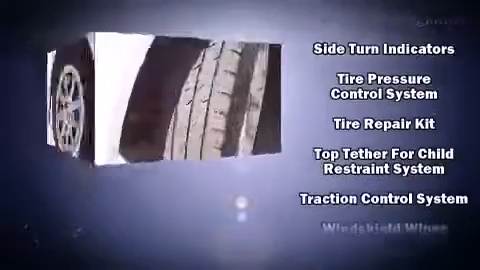 Side Turn Indicators
Tire Pressure
Control System
Tire Repair Kit
Top Tether For Child
Restraint System
Traction Control System
Windshield Wiper